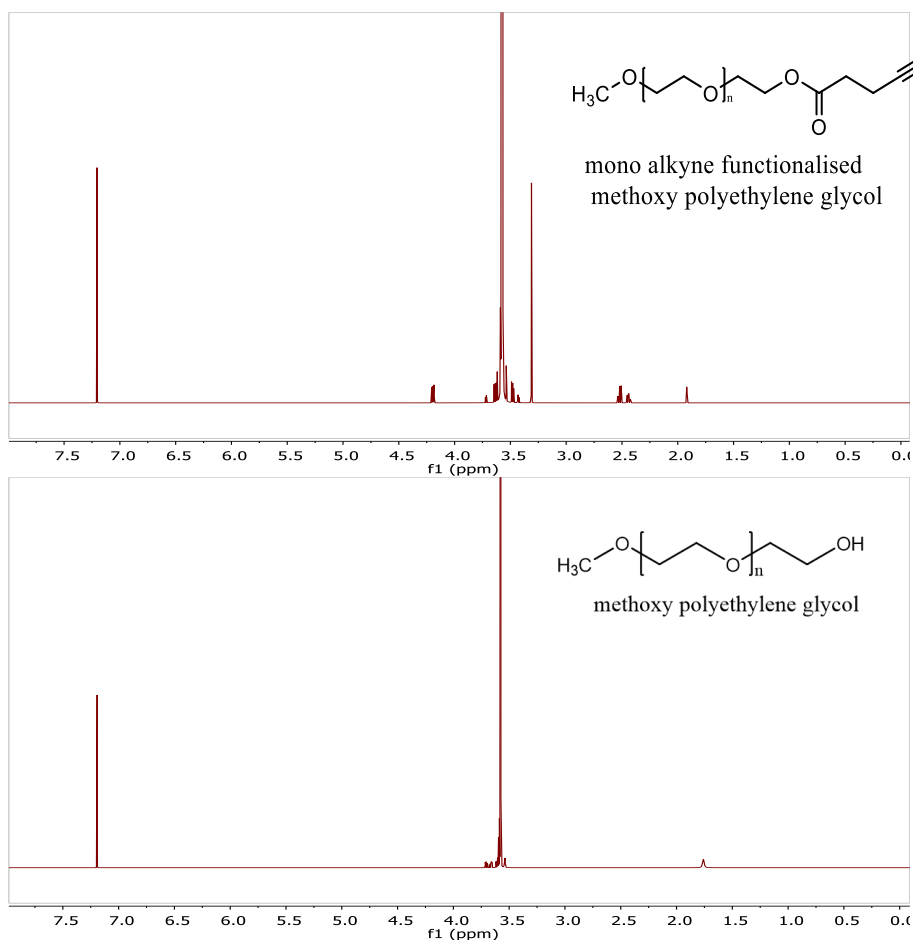 H₃C O O n O O
mono alkyne functionalised
methoxy polyethylene glycol
7.5 7.0 6.5 6.0 5.5 5.0 4.5 4.0 3.5 3.0 2.5 2.0 1.5 1.0 0.5 0.0
f1 (ppm)
H₃C O O n OH
methoxy polyethylene glycol
7.5 7.0 6.5 6.0 5.5 5.0 4.5 4.0 3.5 3.0 2.5 2.0 1.5 1.0 0.5 0.0
f1 (ppm)